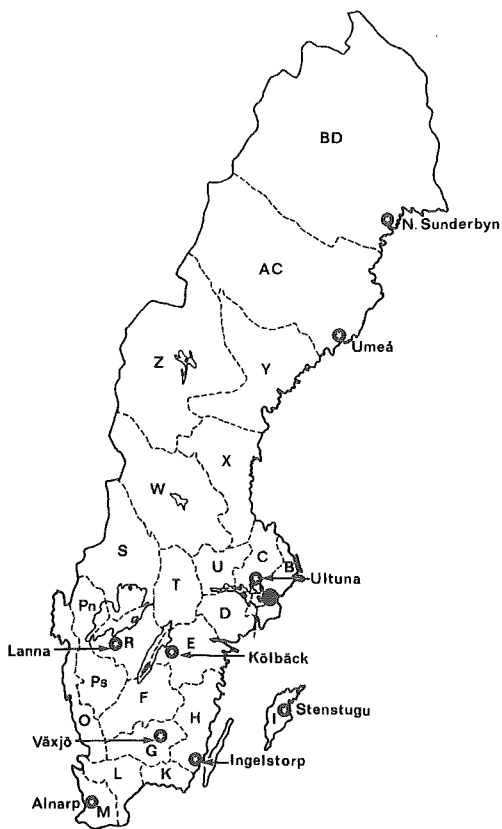 BD
N. Sunderbyn
AC
Umeå
Z
Y
X
W
S
C
U
B
T
Ultuna
Pn
D
R
E
Lanna
Kölbäck
Ps
F
O
H
I
Stenstugu
Växjö
G
Ingelstorp
L
K
Alnarp
M